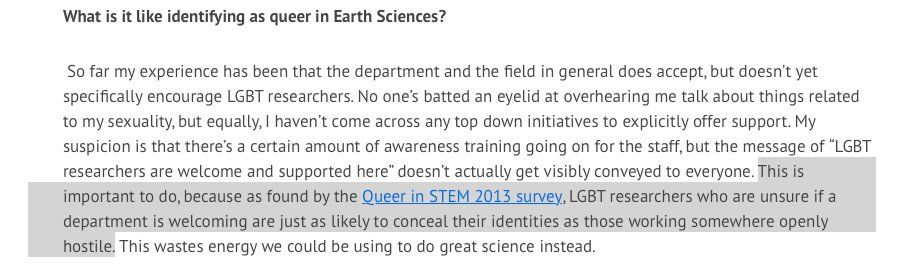 What is it like identifying as queer in Earth Sciences?
So far my experience has been that the department and the field in general does accept, but doesn’t yet
specifically encourage LGBT researchers. No one’s batted an eyelid at overhearing me talk about things related
to my sexuality, but equally, I haven’t come across any top down initiatives to explicitly offer support. My
suspicion is that there’s a certain amount of awareness training going on for the staff, but the message of “LGBT
researchers are welcome and supported here” doesn’t actually get visibly conveyed to everyone. This is
important to do, because as found by the Queer in STEM 2013 survey, LGBT researchers who are unsure if a
department is welcoming are just as likely to conceal their identities as those working somewhere openly
hostile. This wastes energy we could be using to do great science instead.